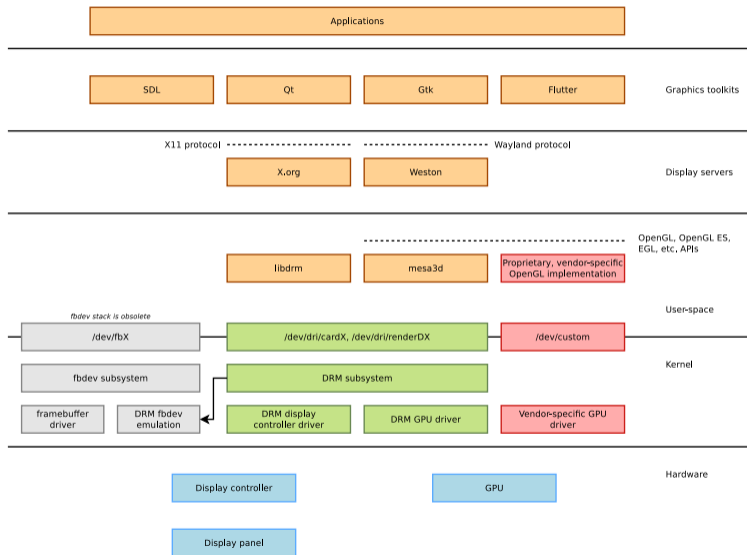 Applications
SDL
Qt
Gtk
Flutter
Graphics toolkits
X11 protocol
Wayland protocol
X.org
Weston
Display servers
OpenGL, OpenGL ES,
EGL, etc, APIs
libdrm
mesa3d
Proprietary, vendor-specific
OpenGL implementation
User-space
fbdev stack is obsolete
/dev/fbX
/dev/dri/cardX, /dev/dri/renderDX
/dev/custom
Kernel
fbdev subsystem
DRM subsystem
framebuffer
driver
DRM fbdev
emulation
DRM display
controller driver
DRM GPU driver
Vendor-specific GPU
driver
Hardware
Display controller
GPU
Display panel